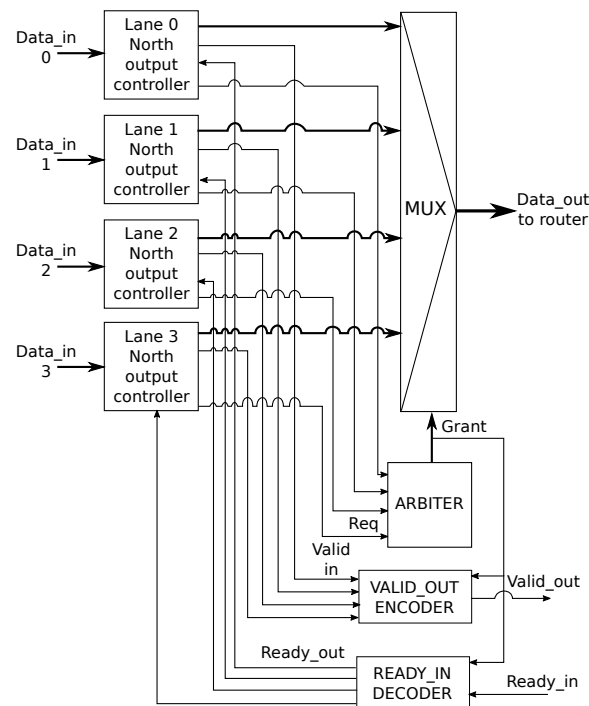 Data_in
0
Lane 0
North
output
controller
Data_in
1
Lane 1
North
output
controller
Data_in
2
Lane 2
North
output
controller
Data_in
3
Lane 3
North
output
controller
MUX
Data_out
to router
Grant
ARBITER
Req
Valid
in
VALID_OUT
ENCODER
Valid_out
Ready_out
READY_IN
DECODER
Ready_in